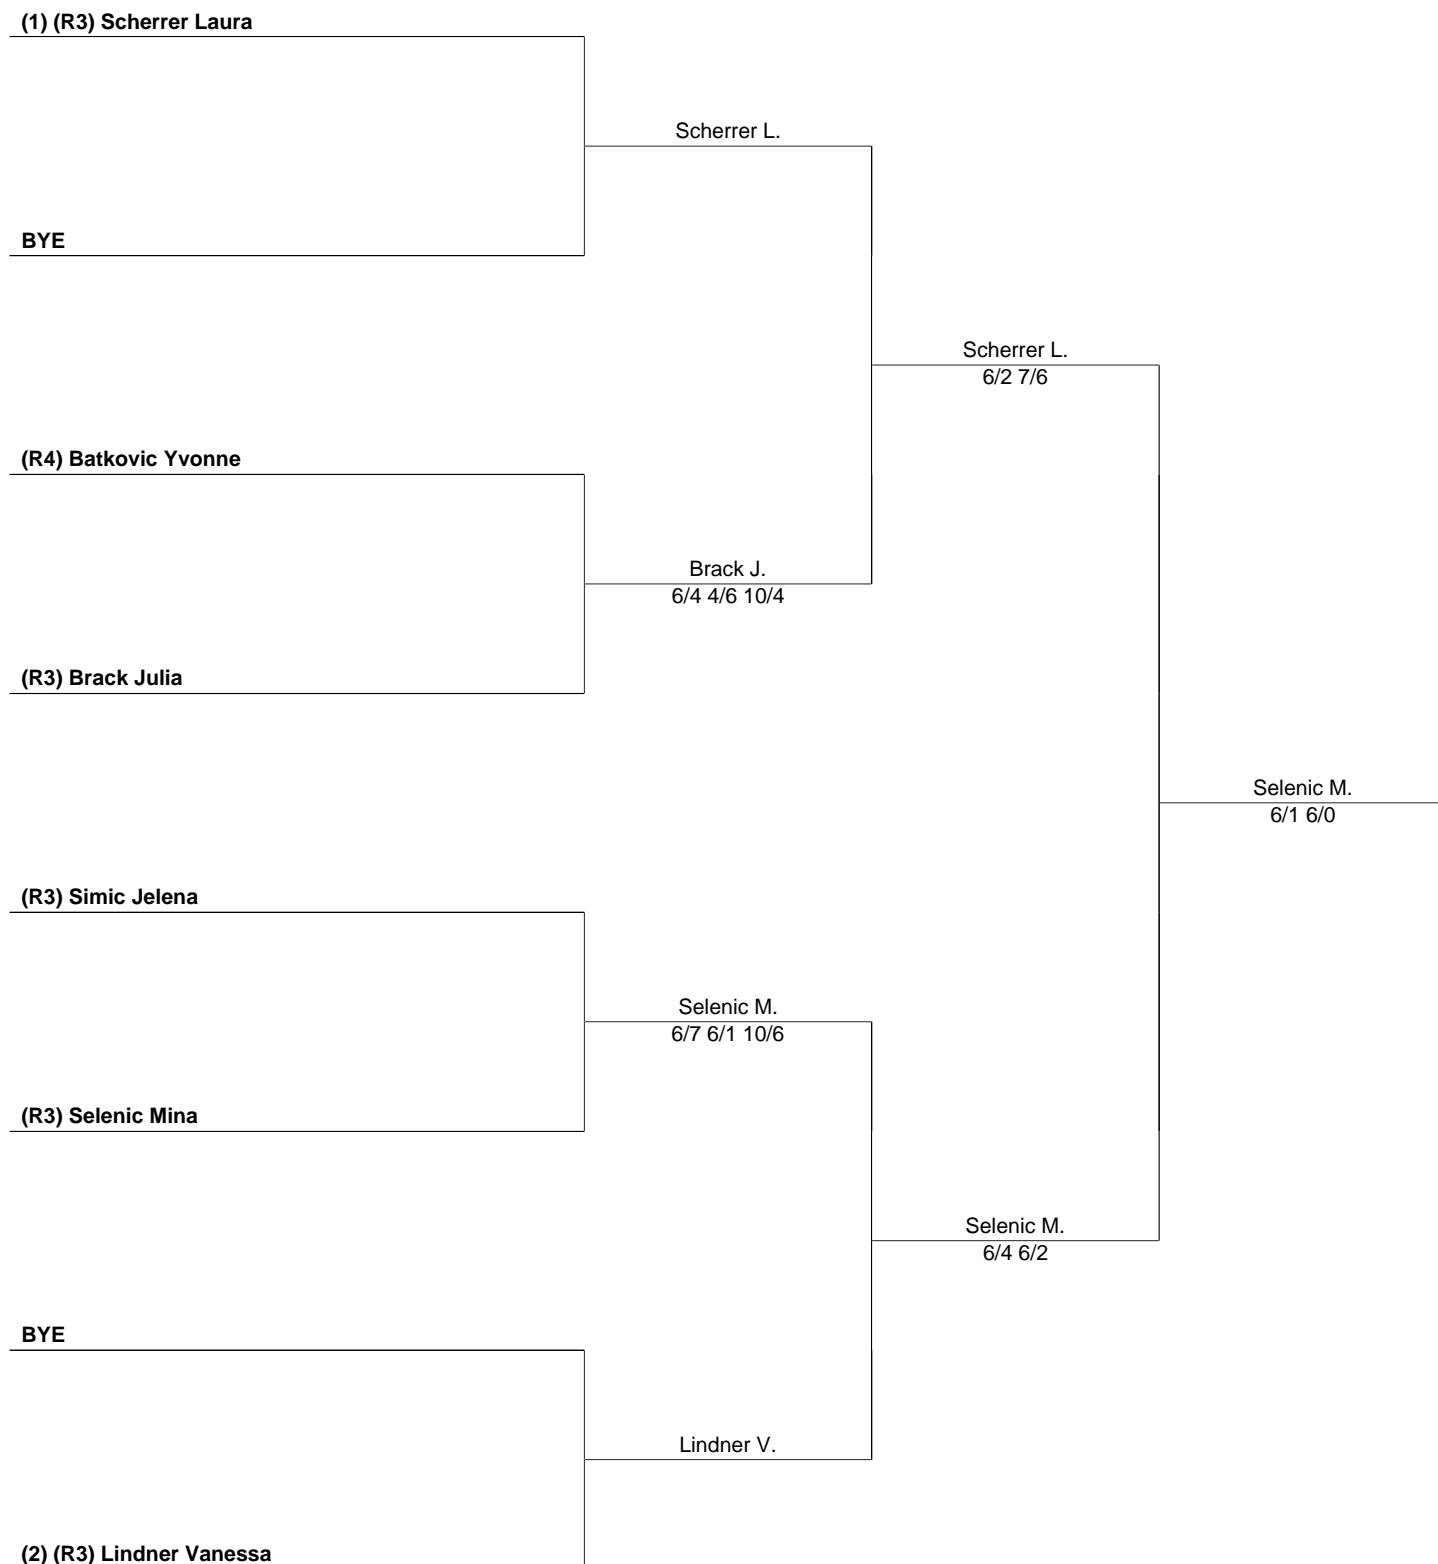 (1) (R3) Scherrer Laura
Scherrer L.
BYE
Scherrer L.
6/2 7/6
(R4) Batkovic Yvonne
Brack J.
6/4 4/6 10/4
(R3) Brack Julia
Selenic M.
6/1 6/0
(R3) Simic Jelena
Selenic M.
6/7 6/1 10/6
(R3) Selenic Mina
Selenic M.
6/4 6/2
BYE
Lindner V.
(2) (R3) Lindner Vanessa